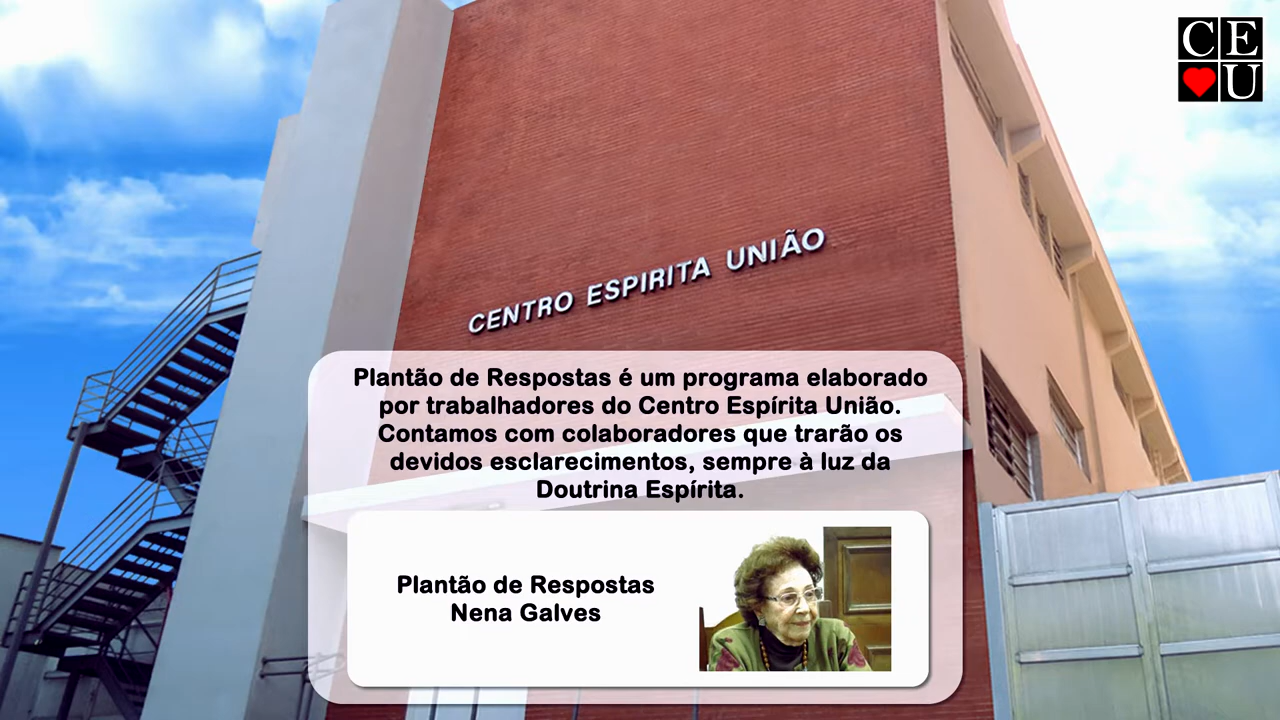 CE
U
CENTRO ESPIRITA UNIÃO
Plantão de Respostas é um programa elaborado
por trabalhadores do Centro Espírita União.
Contamos com colaboradores que trarão os
devidos esclarecimentos, sempre à luz da
Doutrina Espírita.
Plantão de Respostas
Nena Galves